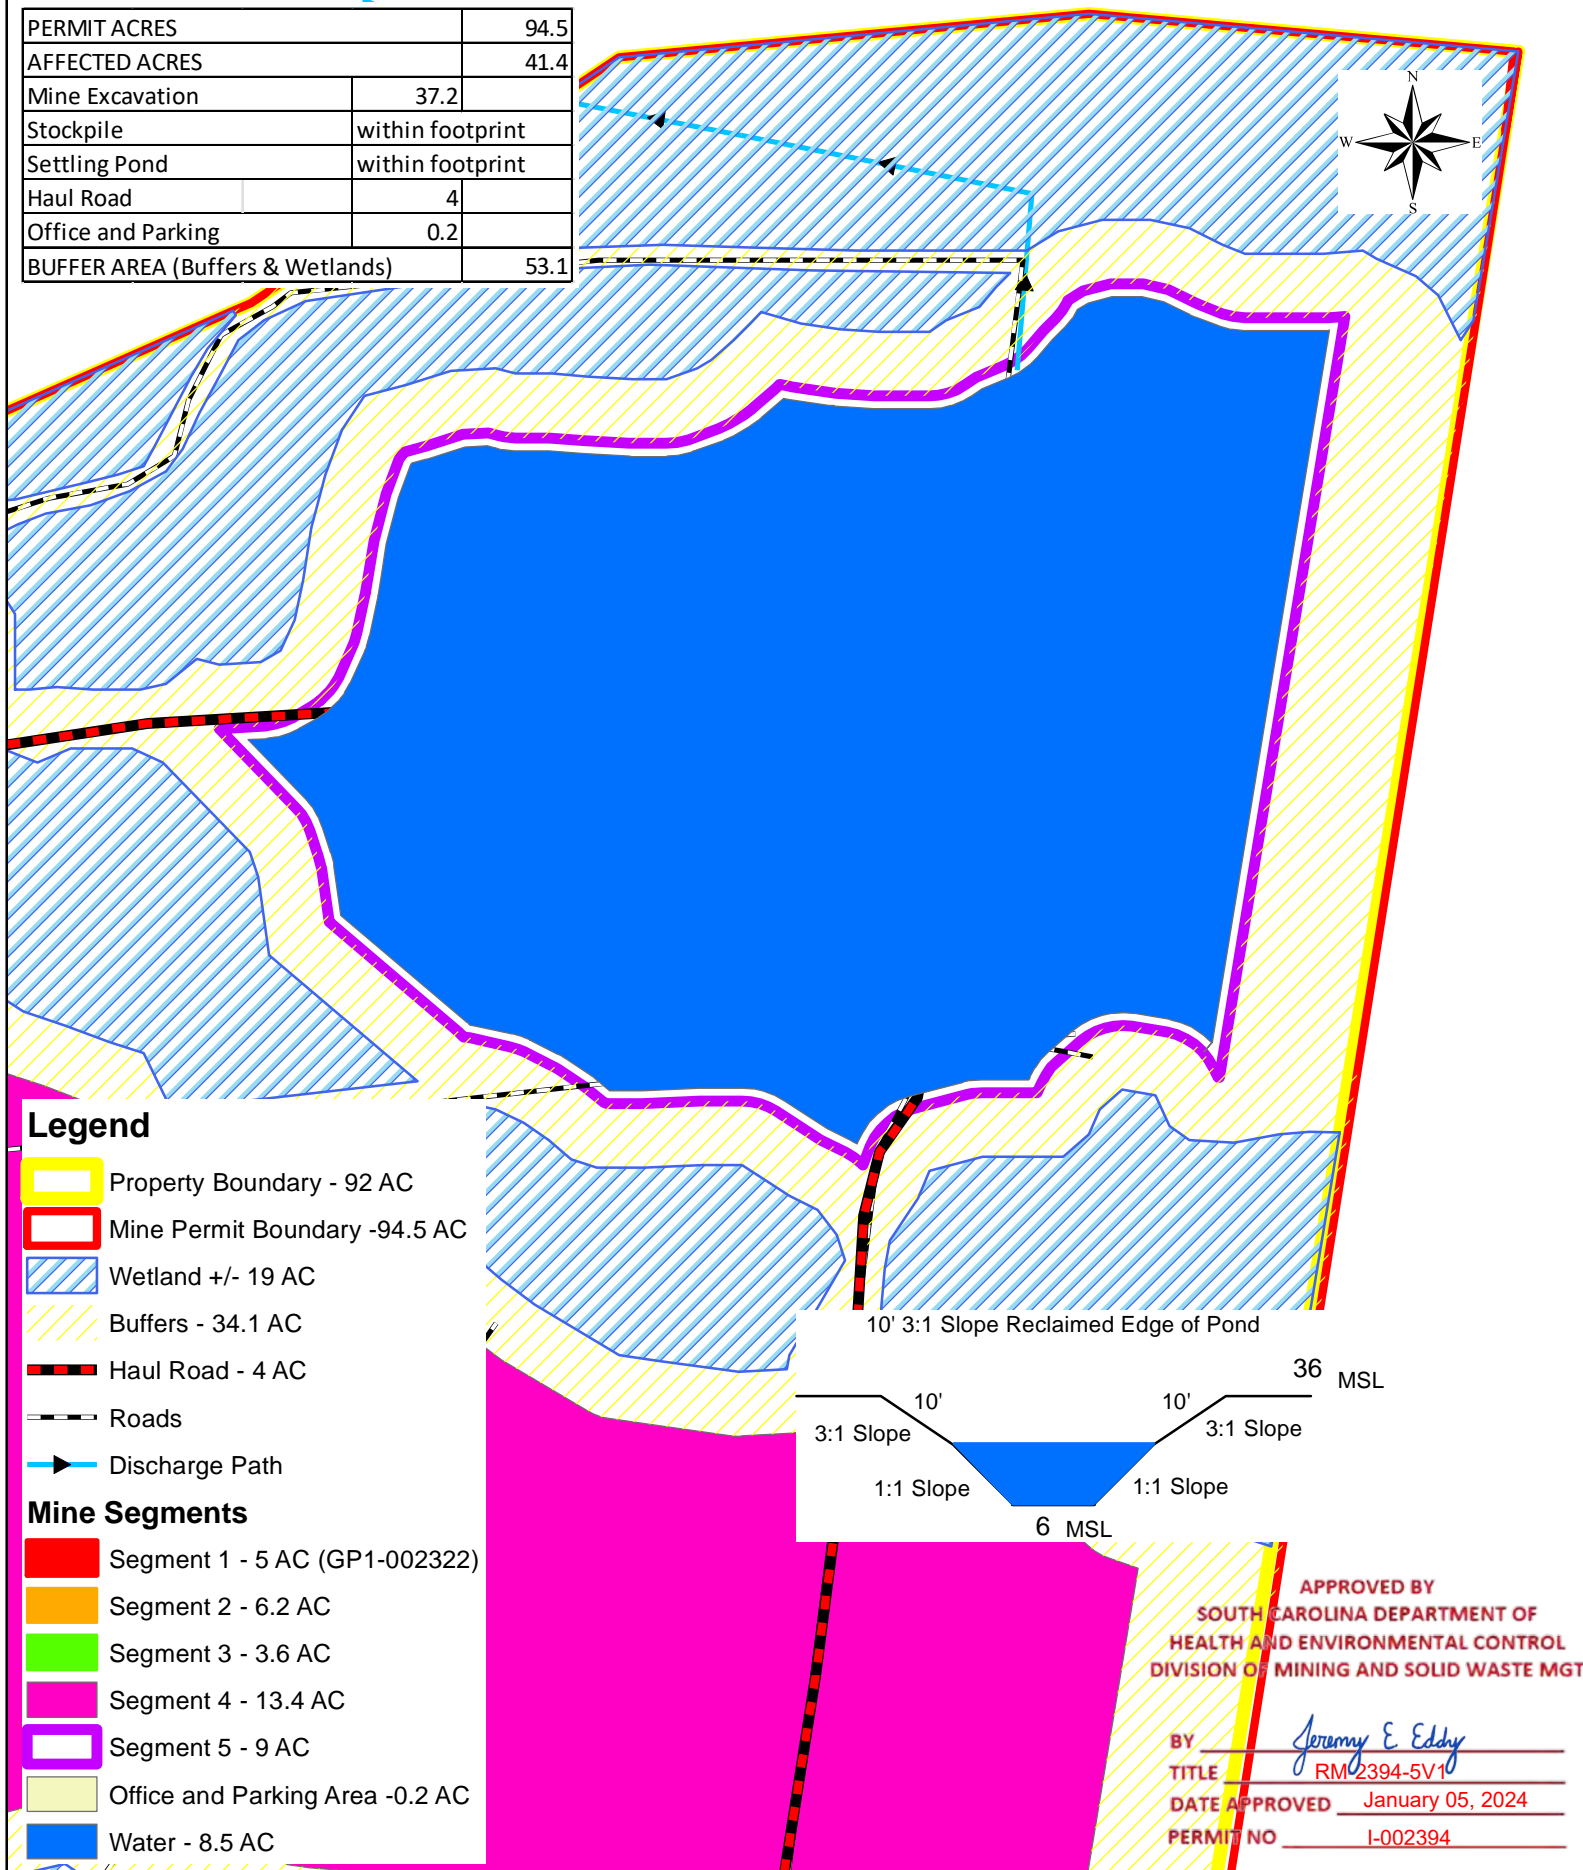 PERMIT ACRES 94.5
AFFECTED ACRES 41.4
Mine Excavation 37.2
Stockpile within footprint
Settling Pond within footprint
Haul Road 4
Office and Parking 0.2
BUFFER AREA (Buffers & Wetlands) 53.1
N
W E
S
Legend
Property Boundary - 92 AC
Mine Permit Boundary -94.5 AC
Wetland +/- 19 AC
Buffers - 34.1 AC
Haul Road - 4 AC
Roads
Discharge Path
Mine Segments
Segment 1 - 5 AC (GP1-002322)
Segment 2 - 6.2 AC
Segment 3 - 3.6 AC
Segment 4 - 13.4 AC
Segment 5 - 9 AC
Office and Parking Area -0.2 AC
Water - 8.5 AC
10' 3:1 Slope Reclaimed Edge of Pond
36 MSL
10' 10'
3:1 Slope 3:1 Slope
1:1 Slope 1:1 Slope
6 MSL
APPROVED BY
SOUTH CAROLINA DEPARTMENT OF
HEALTH AND ENVIRONMENTAL CONTROL
DIVISION OF MINING AND SOLID WASTE MGT
BY Jeremy E Eddy
TITLE RM 2394-5V1
DATE APPROVED January 05, 2024
PERMIT NO I-002394